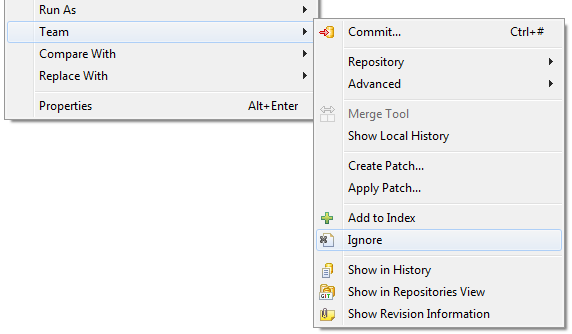 Run As
Team
Compare With
Replace With
Properties Alt+Enter
Commit... Ctrl+#
Repository
Advanced
Merge Tool
Show Local History
Create Patch...
Apply Patch...
Add to Index
Ignore
Show in History
GIT Show in Repositories View
Show Revision Information